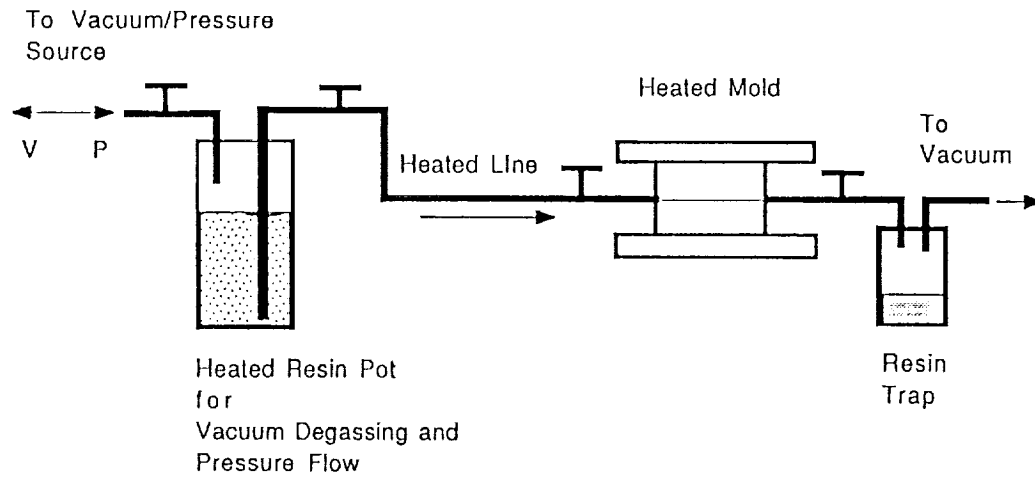 To Vacuum/Pressure
Source
V P
Heated Mold
To
Vacuum
Heated LIne
Heated Resin Pot
for
Vacuum Degassing and
Pressure Flow
Resin
Trap